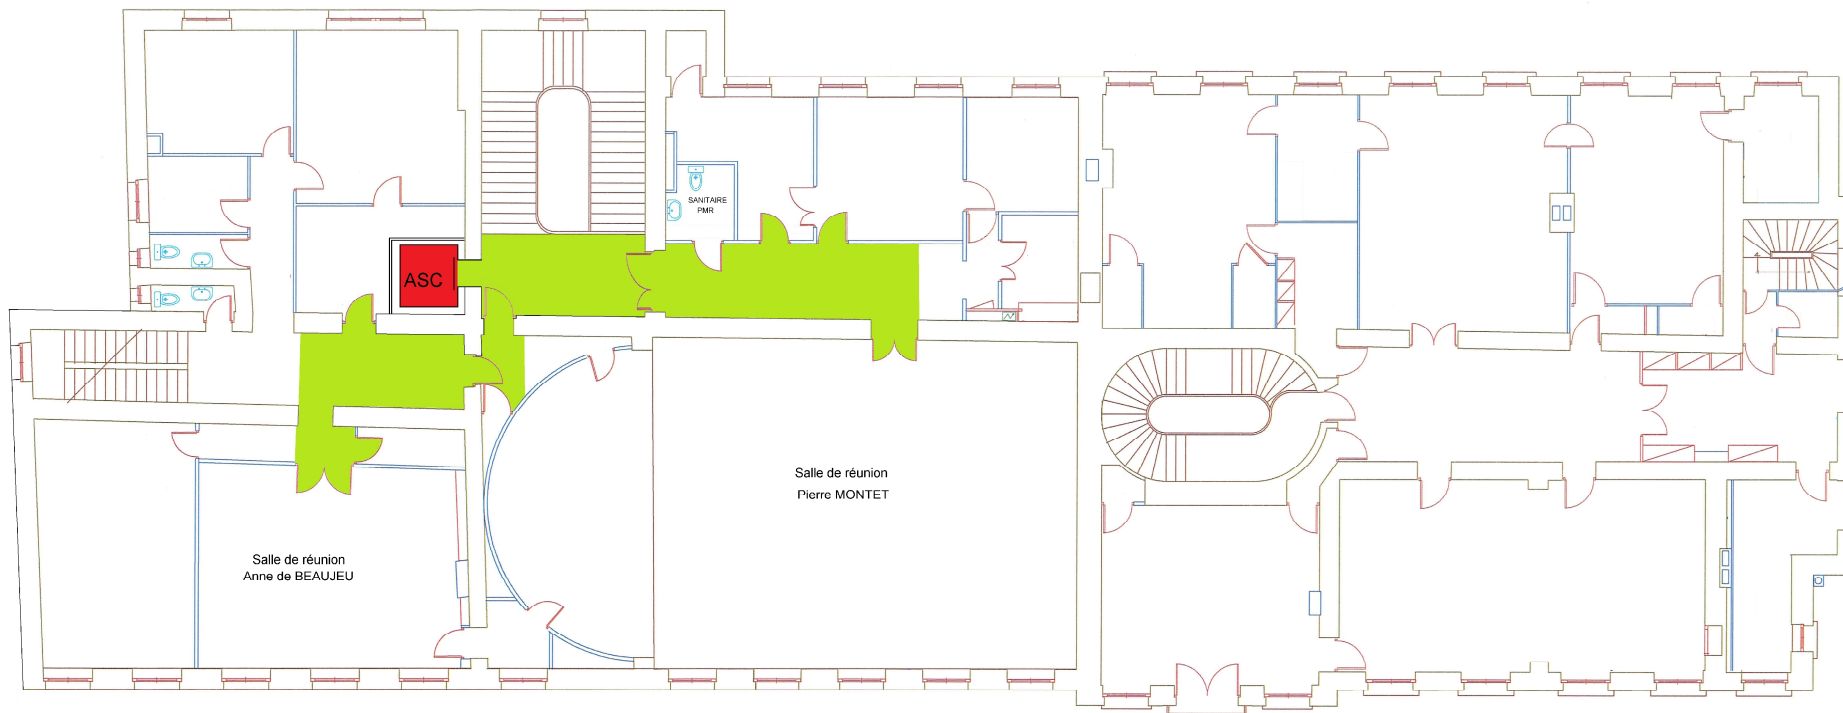 SANITAIRE
PMR
ASC
Salle de réunion
Pierre MONTET
Salle de réunion
Anne de BEAUJEU